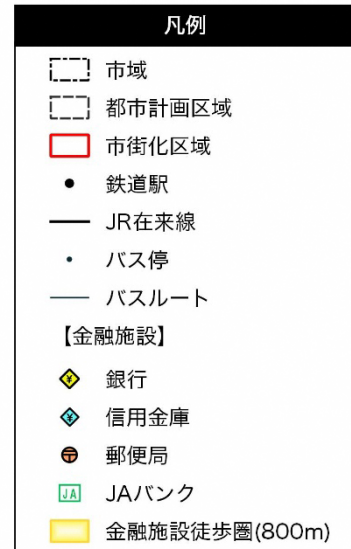 凡例
市域
都市計画区域
市街化区域
鉄道駅
JR在来線
バス停
バスルート
【金融施設】
¥ 銀行
¥ 信用金庫
〒 郵便局
JA JAバンク
金融施設徒歩圏(800m)